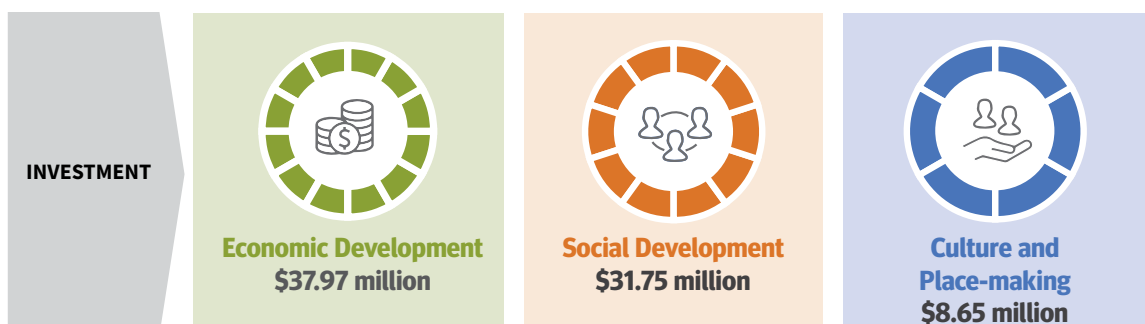 INVESTMENT
$
Economic Development
$37.97 million
Social Development
$31.75 million
Culture and
Place-making
$8.65 million